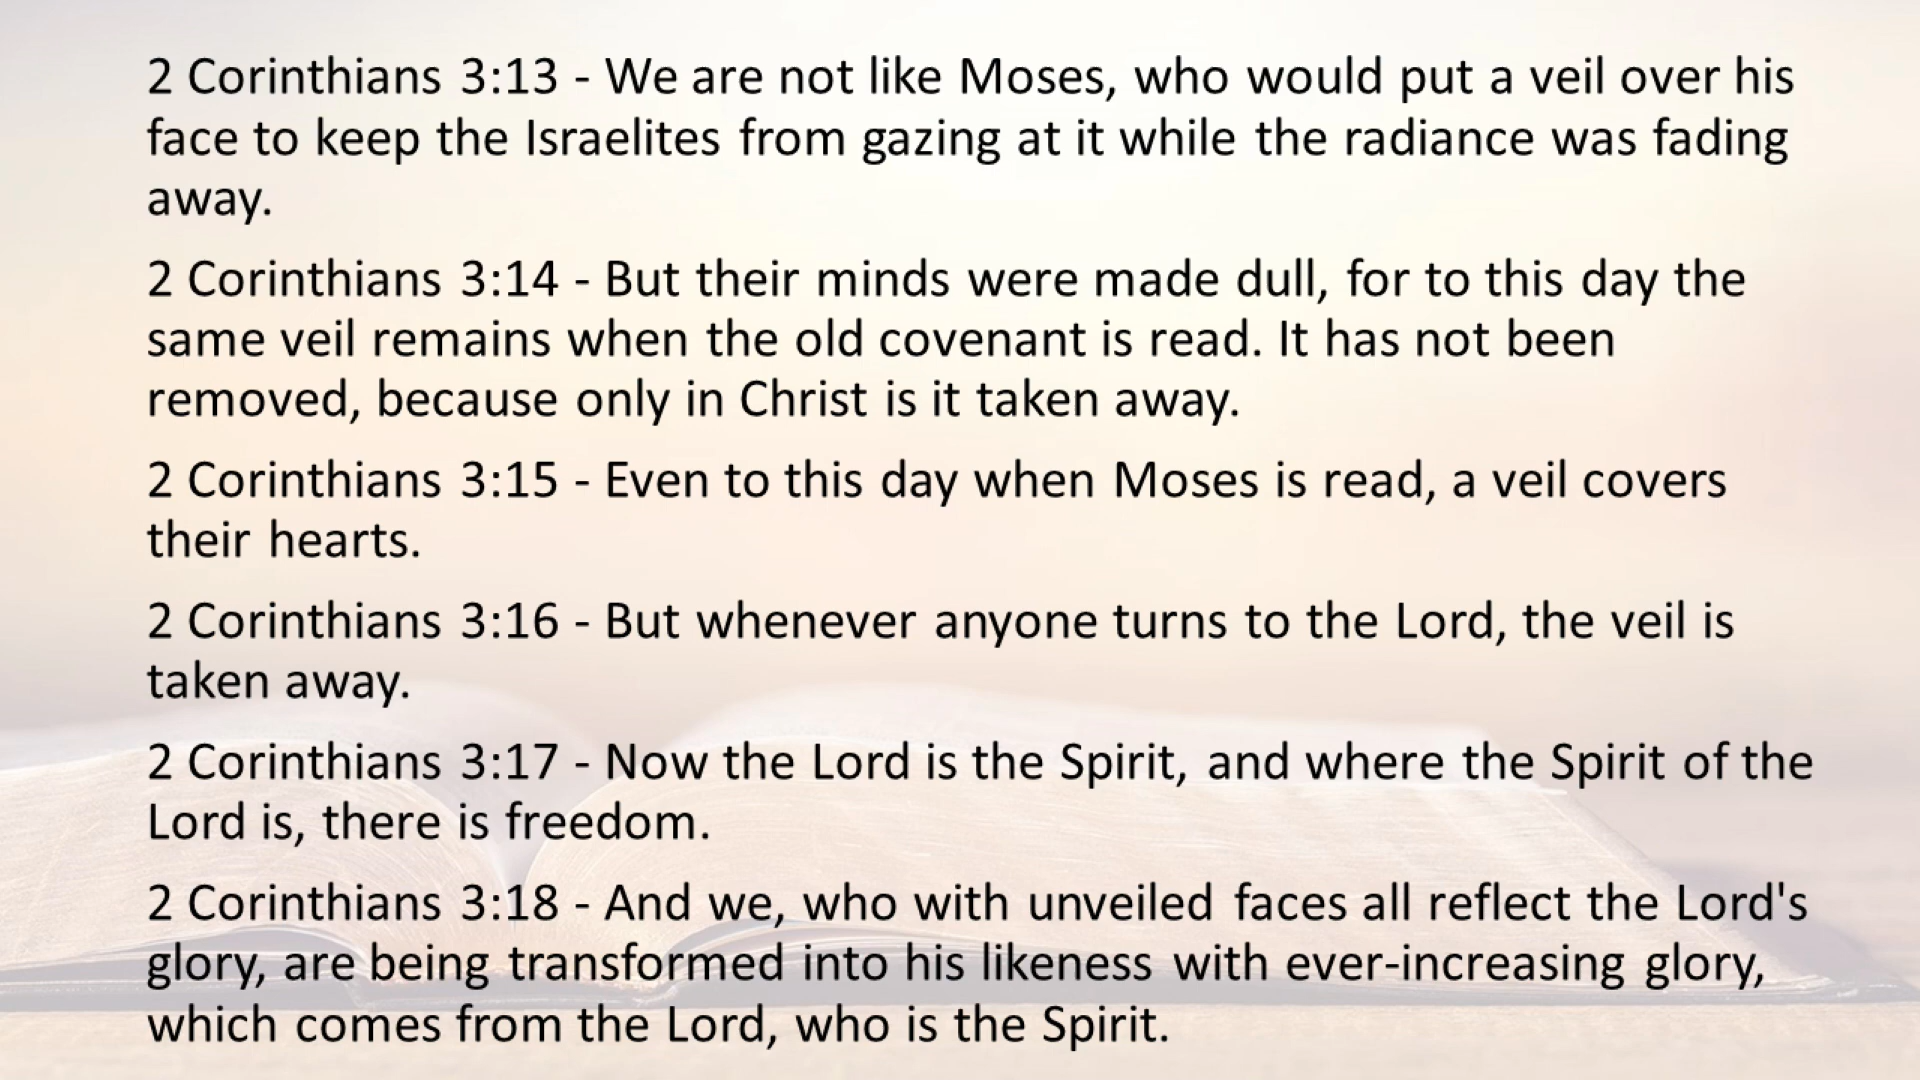 2 Corinthians 3:13 - We are not like Moses, who would put a veil over his
face to keep the Israelites from gazing at it while the radiance was fading
away.
2 Corinthians 3:14 - But their minds were made dull, for to this day the
same veil remains when the old covenant is read. It has not been
removed, because only in Christ is it taken away.
2 Corinthians 3:15 - Even to this day when Moses is read, a veil covers
their hearts.
2 Corinthians 3:16 - But whenever anyone turns to the Lord, the veil is
taken away.
2 Corinthians 3:17 - Now the Lord is the Spirit, and where the Spirit of the
Lord is, there is freedom.
2 Corinthians 3:18 - And we, who with unveiled faces all reflect the Lord's
glory, are being transformed into his likeness with ever-increasing glory,
which comes from the Lord, who is the Spirit.